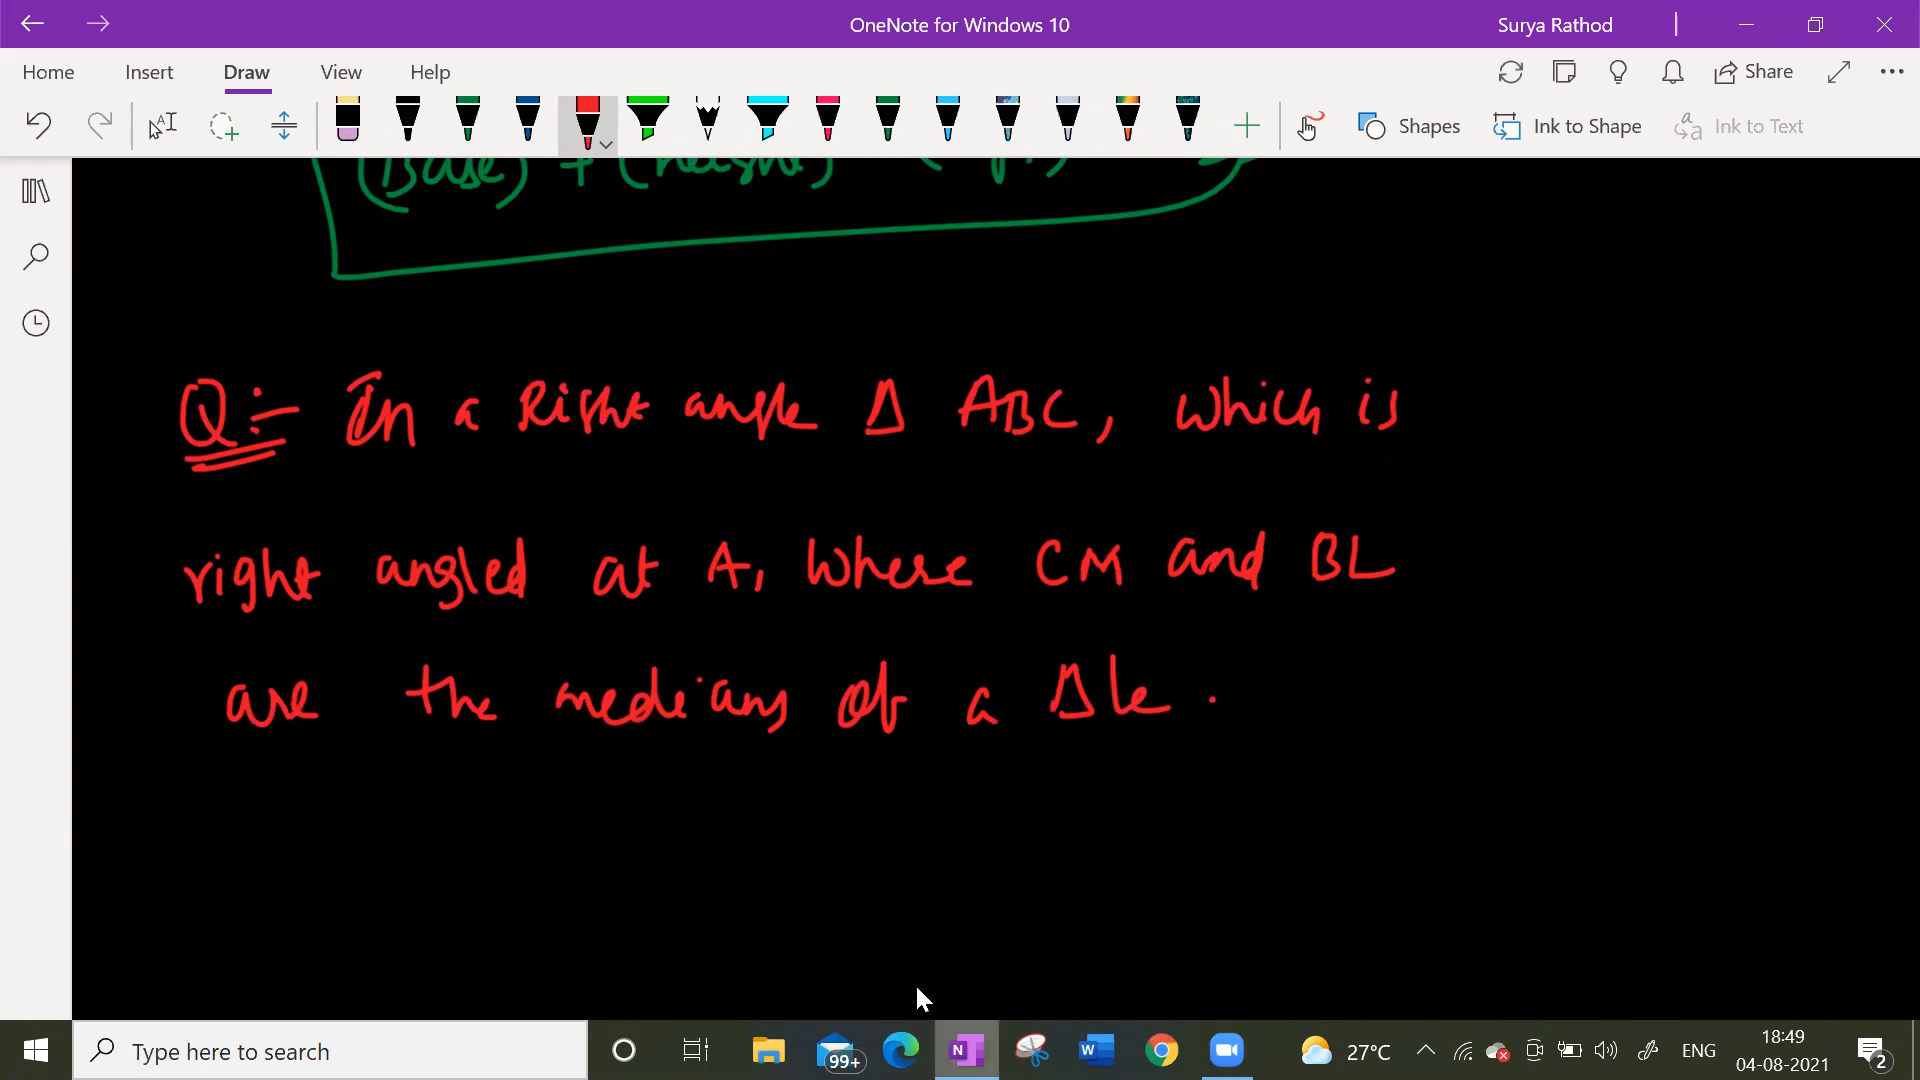 OneNote for Windows 10
Surya Rathod
Home Insert Draw View Help
Share
Shapes Ink to Shape Ink to Text
(Base) + (height)
Q:- In a Right angle Δ ABC, which is
right angled at A, where CM and BL
are the medians of a Δle.
Type here to search
99+
27°C
ENG
18:49
04-08-2021
2